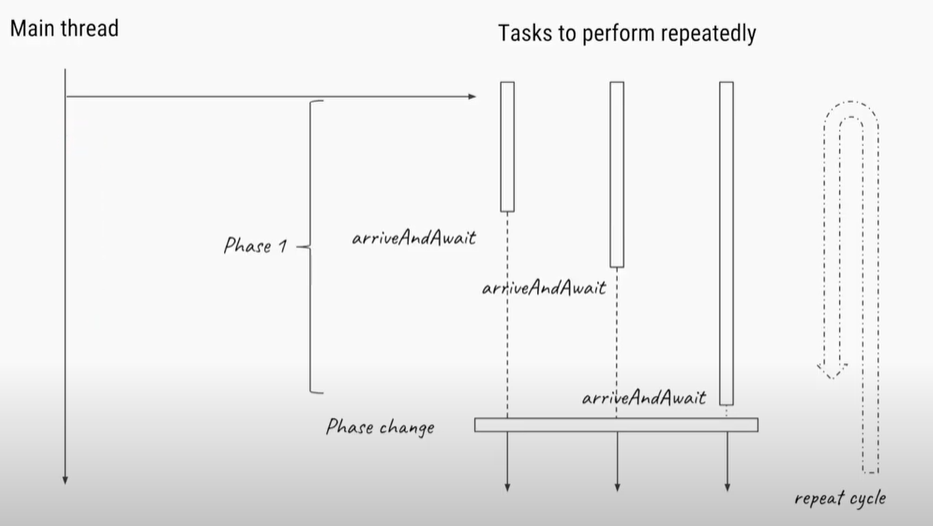 Main thread
Tasks to perform repeatedly
Phase 1
arriveAndAwait
arriveAndAwait
arriveAndAwait
Phase change
repeat cycle